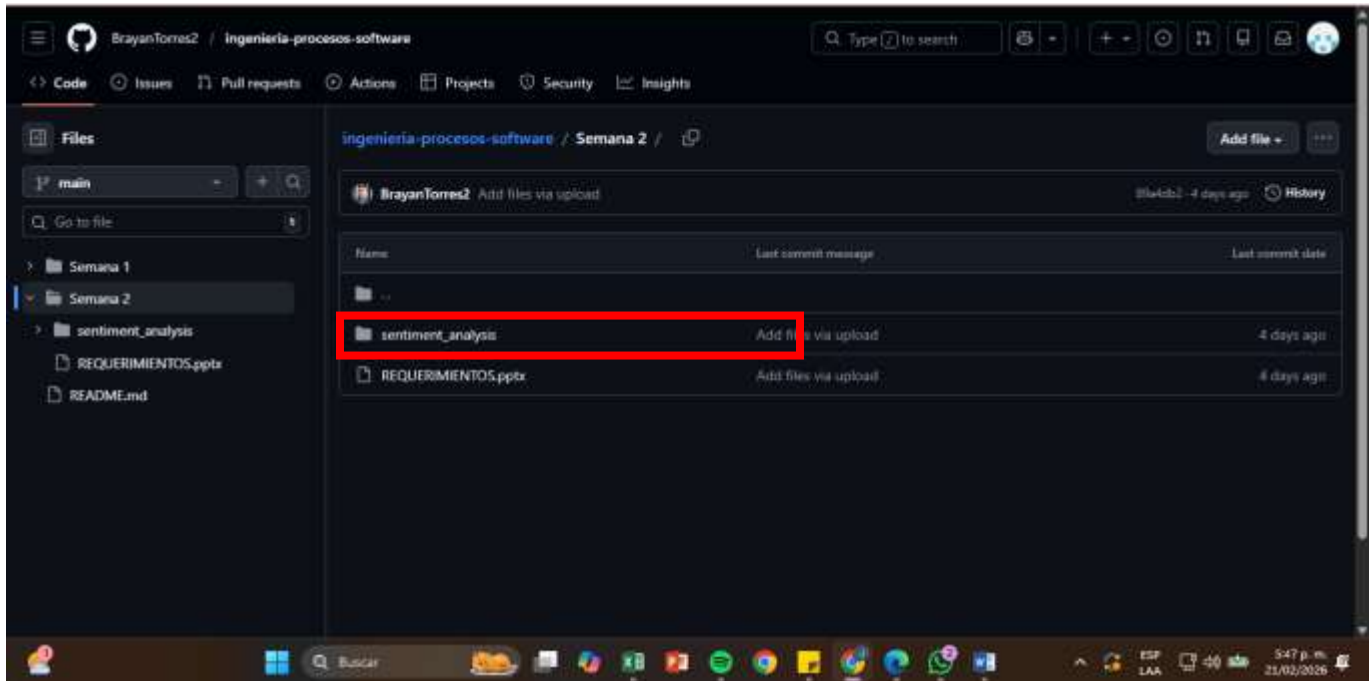 BrayanTorres2 / ingenieria-procesos-software
Type / to search
Code Issues Pull requests Actions Projects Security Insights
Files
ingenieria-procesos-software / Semana 2 /
Add file
main
BrayanTorres2 Add files via upload
4 days ago History
Go to file
Name Last commit message Last commit date
Semana 1
..
Semana 2
sentiment_analysis
sentiment_analysis Add files via upload 4 days ago
REQUERIMIENTOS.pptx
REQUERIMIENTOS.pptx Add files via upload 4 days ago
README.md
Buscar
ESP
LAA
5:47 p. m.
21/02/2026